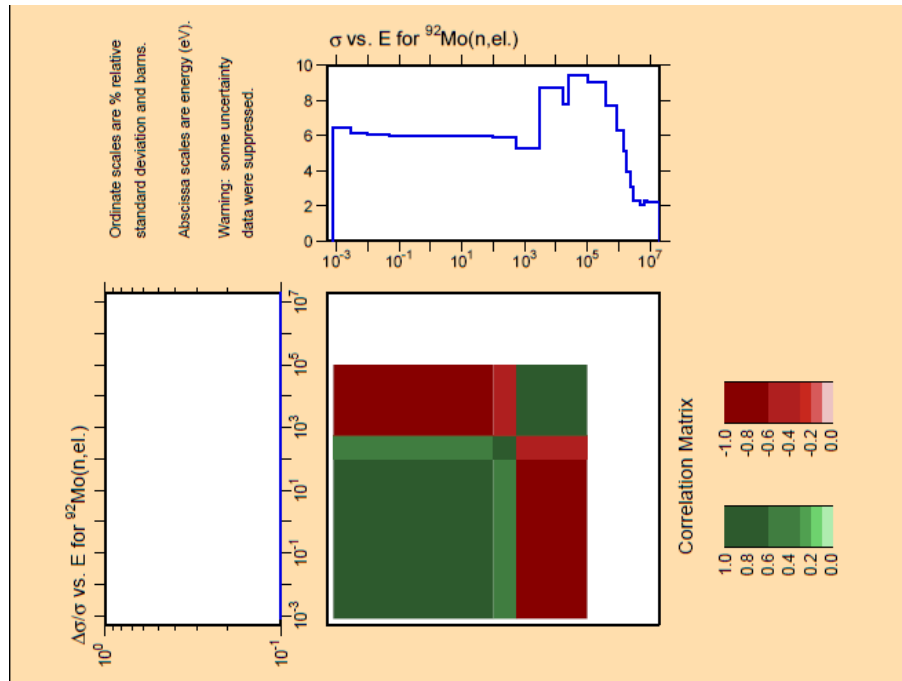 Ordinate scales are % relative
standard deviation and barns.
Abscissa scales are energy (eV).
Warning: some uncertainty
data were suppressed.
σ vs. E for ⁹²Mo(n,el.)
10
8
6
4
2
0
10⁻³ 10⁻¹ 10¹ 10³ 10⁵ 10⁷
Δσ/σ vs. E for ⁹²Mo(n,el.)
10⁰ 10⁻¹
10⁷
10⁵
10³
10¹
10⁻¹
10⁻³
Correlation Matrix
-1.0 -0.8 -0.6 -0.4 -0.2 0.0
1.0 0.8 0.6 0.4 0.2 0.0